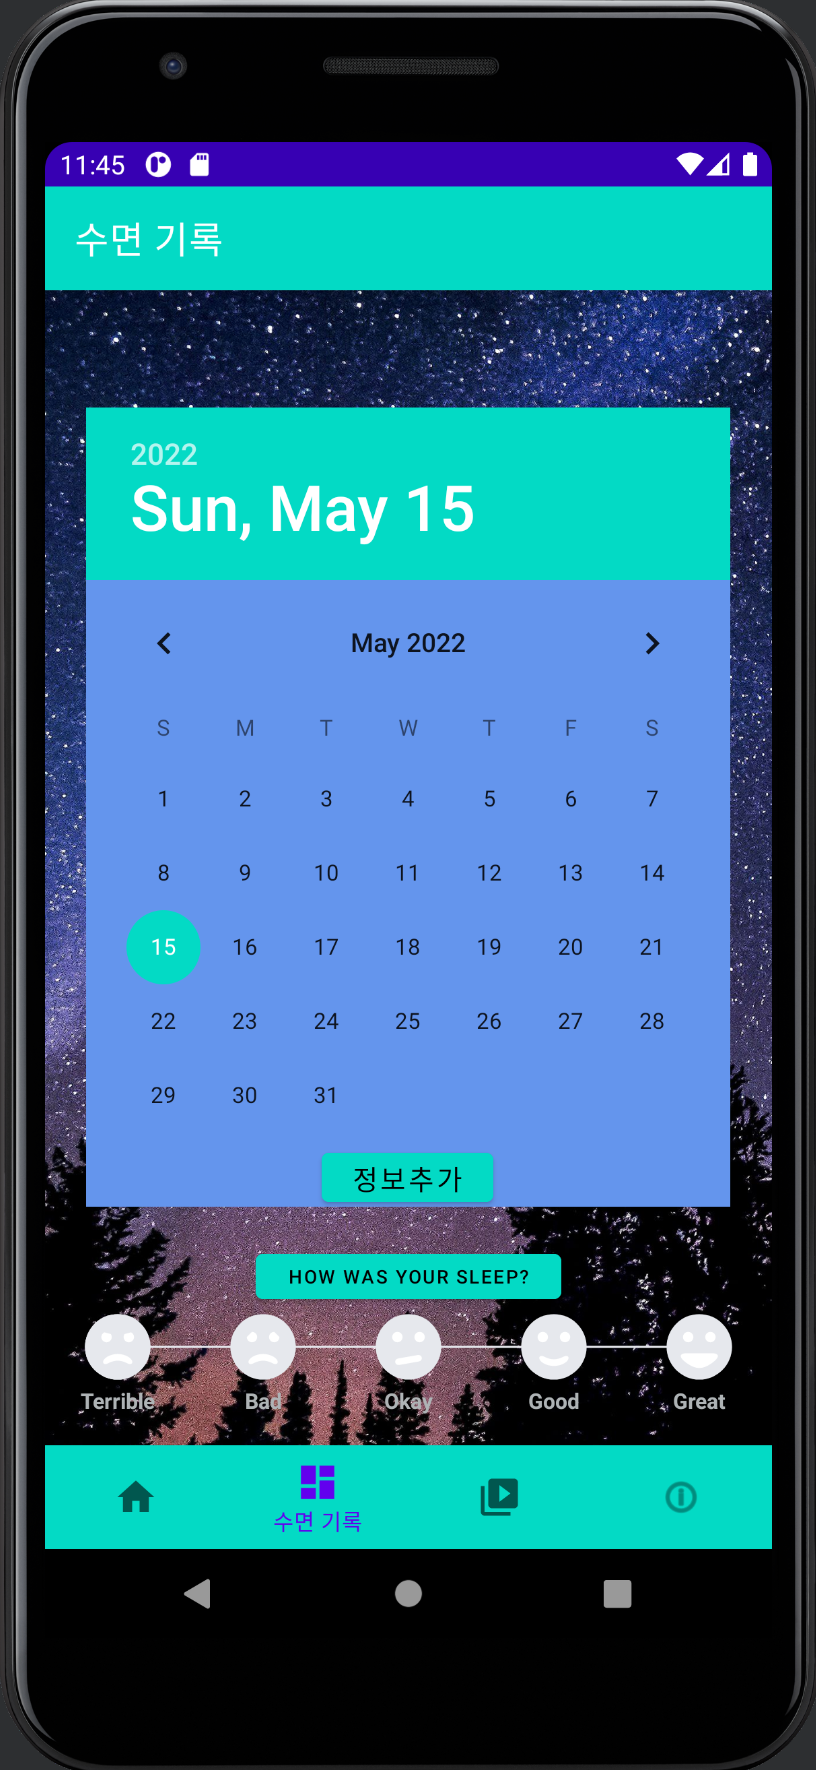 11:45
수면 기록
2022
Sun, May 15
May 2022
S M T W T F S
1 2 3 4 5 6 7
8 9 10 11 12 13 14
15 16 17 18 19 20 21
22 23 24 25 26 27 28
29 30 31
정보추가
HOW WAS YOUR SLEEP?
Terrible Bad Okay Good Great
수면 기록